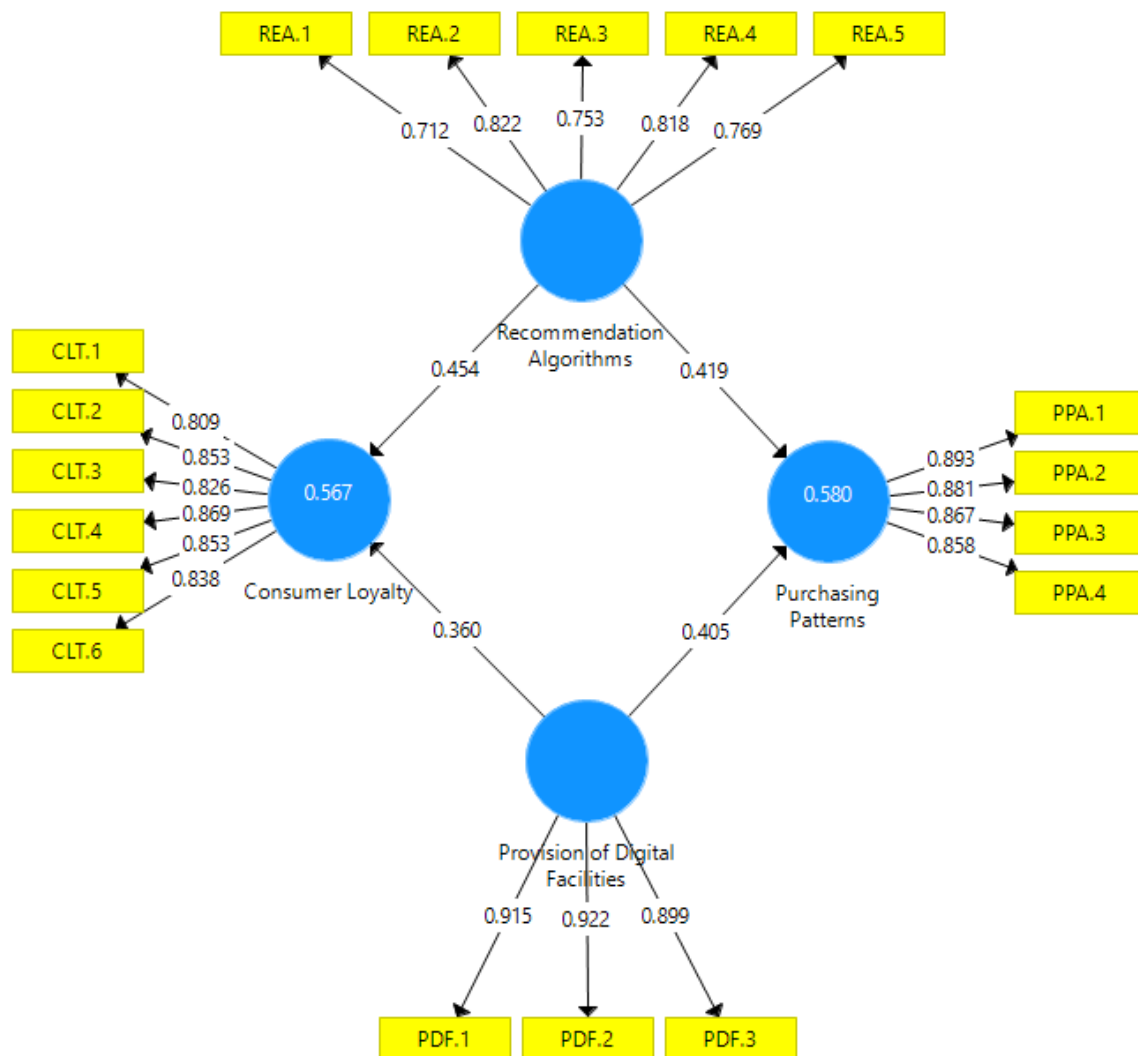 REA.1 REA.2 REA.3 REA.4 REA.5
0.712 0.822 0.753 0.818 0.769
Recommendation
Algorithms
0.454 0.419
CLT.1
CLT.2
CLT.3
CLT.4
CLT.5
CLT.6
0.809
0.853
0.826
0.869
0.853
0.838
0.567
Consumer Loyalty
0.580
Purchasing
Patterns
0.893
0.881
0.867
0.858
PPA.1
PPA.2
PPA.3
PPA.4
0.360 0.405
Provision of Digital
Facilities
0.915 0.922 0.899
PDF.1 PDF.2 PDF.3